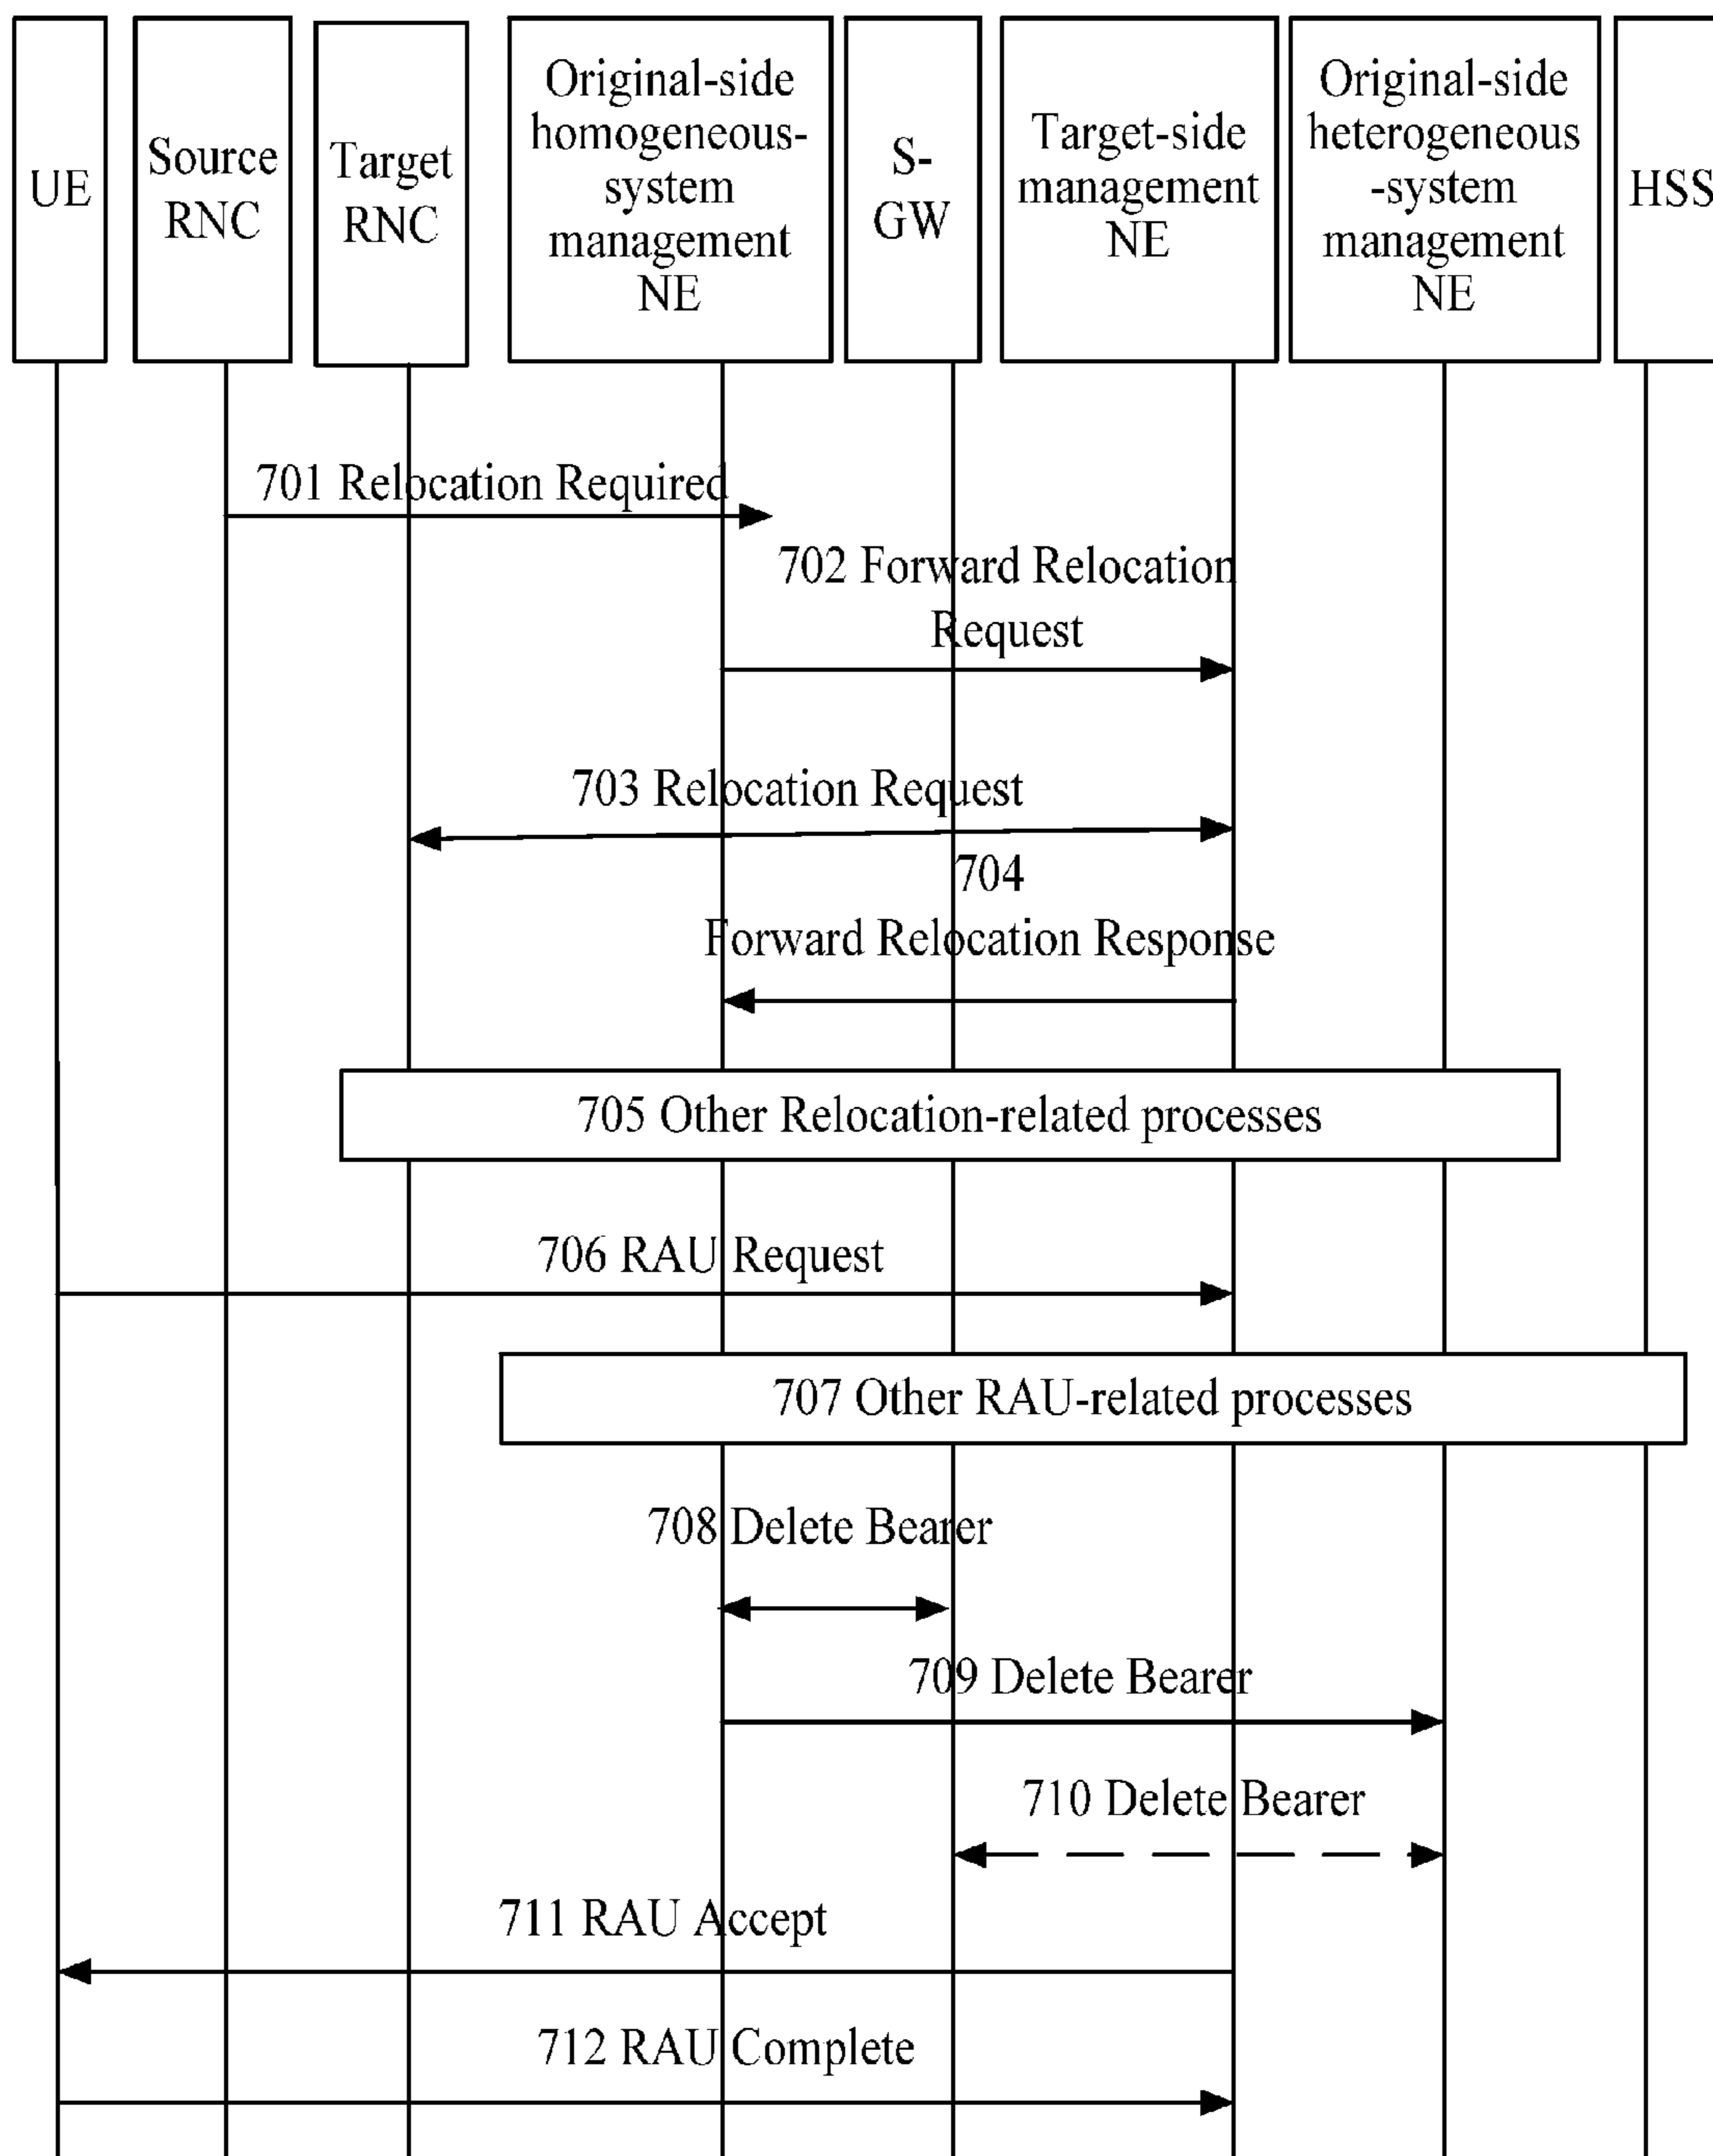 UE
Source
RNC
Target
RNC
Original-side
homogeneous-
system
management
NE
S-
GW
Target-side
management
NE
Original-side
heterogeneous
-system
management
NE
HSS
701 Relocation Required
702 Forward Relocation
Request
703 Relocation Request
704
Forward Relocation Response
705 Other Relocation-related processes
706 RAU Request
707 Other RAU-related processes
708 Delete Bearer
709 Delete Bearer
710 Delete Bearer
711 RAU Accept
712 RAU Complete